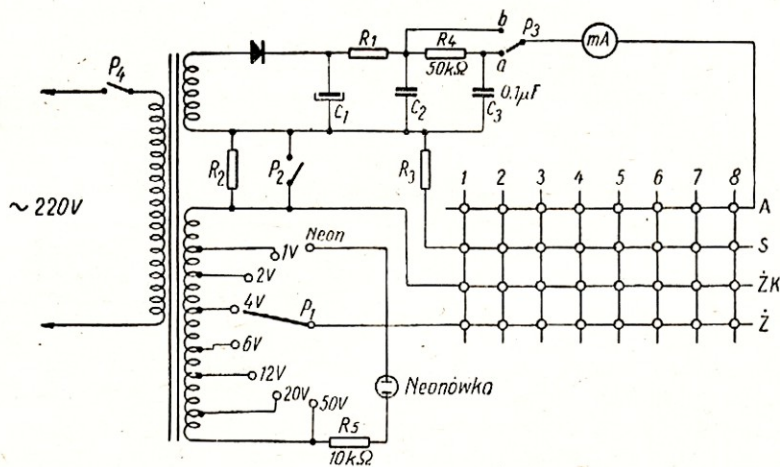 P4
~220V
R1
b
P3
mA
R4
50kΩ
a
C1
C2
0.1µF
C3
R2
P2
R3
1 2 3 4 5 6 7 8
A
S
ŻK
Ż
1V
Neon
2V
4V
P1
6V
12V
20V
50V
Neonówka
R5
10kΩ